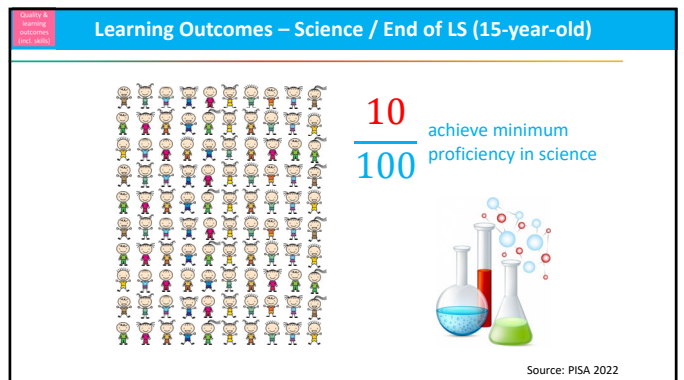 Quality &
learning
outcomes
(incl. skills)
Learning Outcomes – Science / End of LS (15-year-old)
10
100
achieve minimum
proficiency in science
Source: PISA 2022